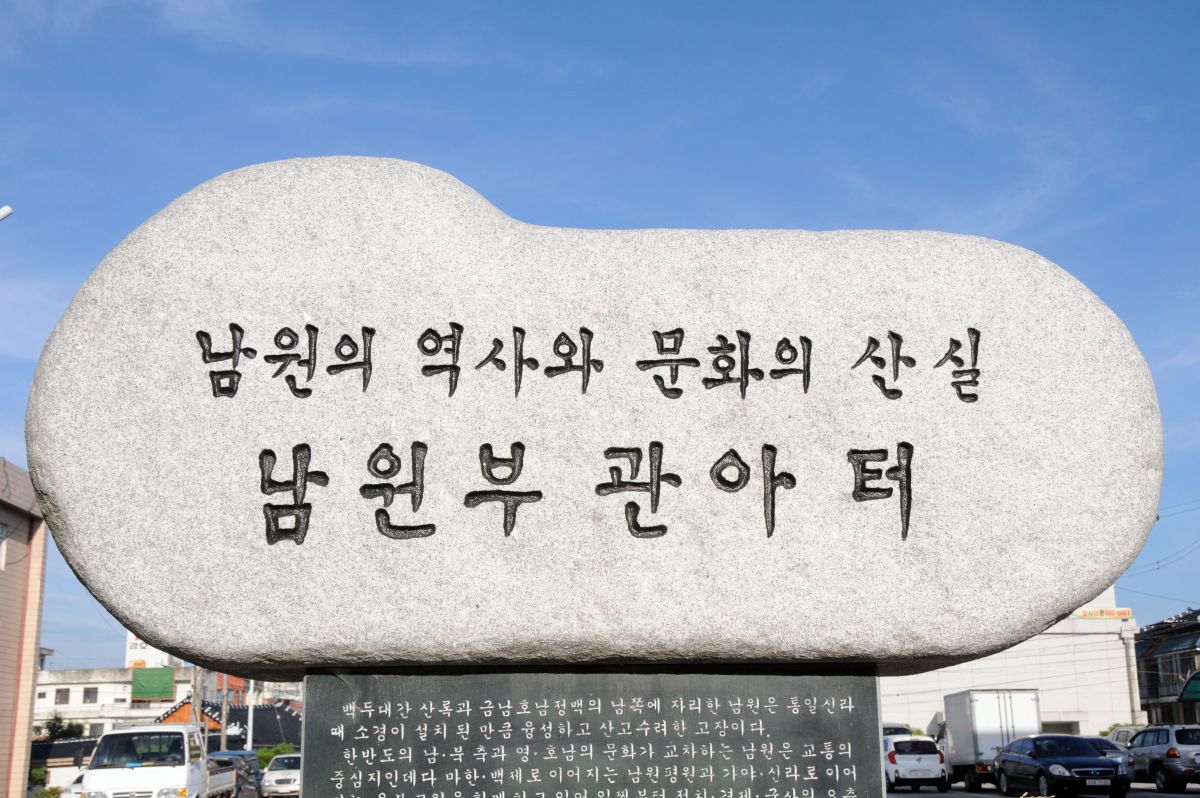 남원의 역사와 문화의 산실
남원부 관아 터
백두대간 산록과 금남호남정맥의 남쪽에 자리한 남원은 통일신라
때 소경이 설치 된 만큼 융성하고 산고수려한 고장이다.
한반도의 남·북 측과 영·호남의 문화가 교차하는 남원은 교통의
중심지인데다 마한·백제로 이어지는 남원평원과 가야·신라로 이어